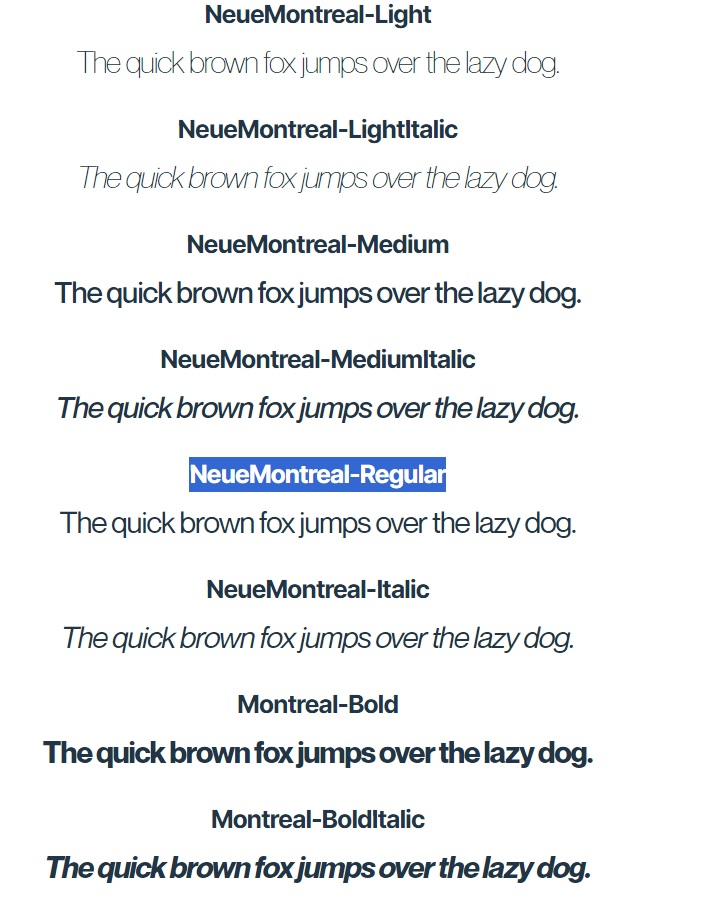 NeueMontreal-Light
The quick brown fox jumps over the lazy dog.
NeueMontreal-LightItalic
The quick brown fox jumps over the lazy dog.
NeueMontreal-Medium
The quick brown fox jumps over the lazy dog.
NeueMontreal-MediumItalic
The quick brown fox jumps over the lazy dog.
NeueMontreal-Regular
The quick brown fox jumps over the lazy dog.
NeueMontreal-Italic
The quick brown fox jumps over the lazy dog.
Montreal-Bold
The quick brown fox jumps over the lazy dog.
Montreal-BoldItalic
The quick brown fox jumps over the lazy dog.